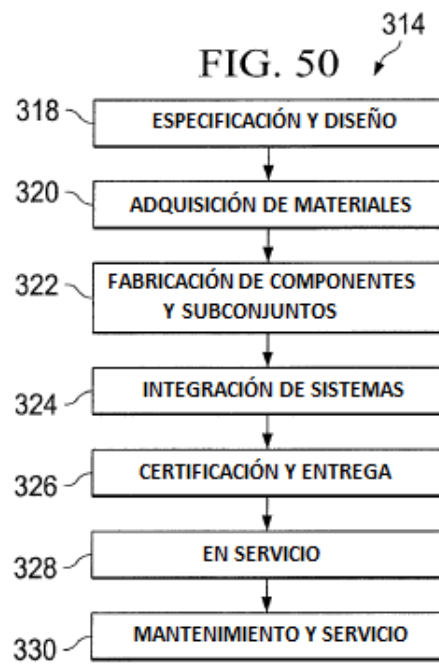 314
FIG. 50
318
ESPECIFICACIÓN Y DISEÑO
320
ADQUISICIÓN DE MATERIALES
322
FABRICACIÓN DE COMPONENTES
Y SUBCONJUNTOS
324
INTEGRACIÓN DE SISTEMAS
326
CERTIFICACIÓN Y ENTREGA
328
EN SERVICIO
330
MANTENIMIENTO Y SERVICIO